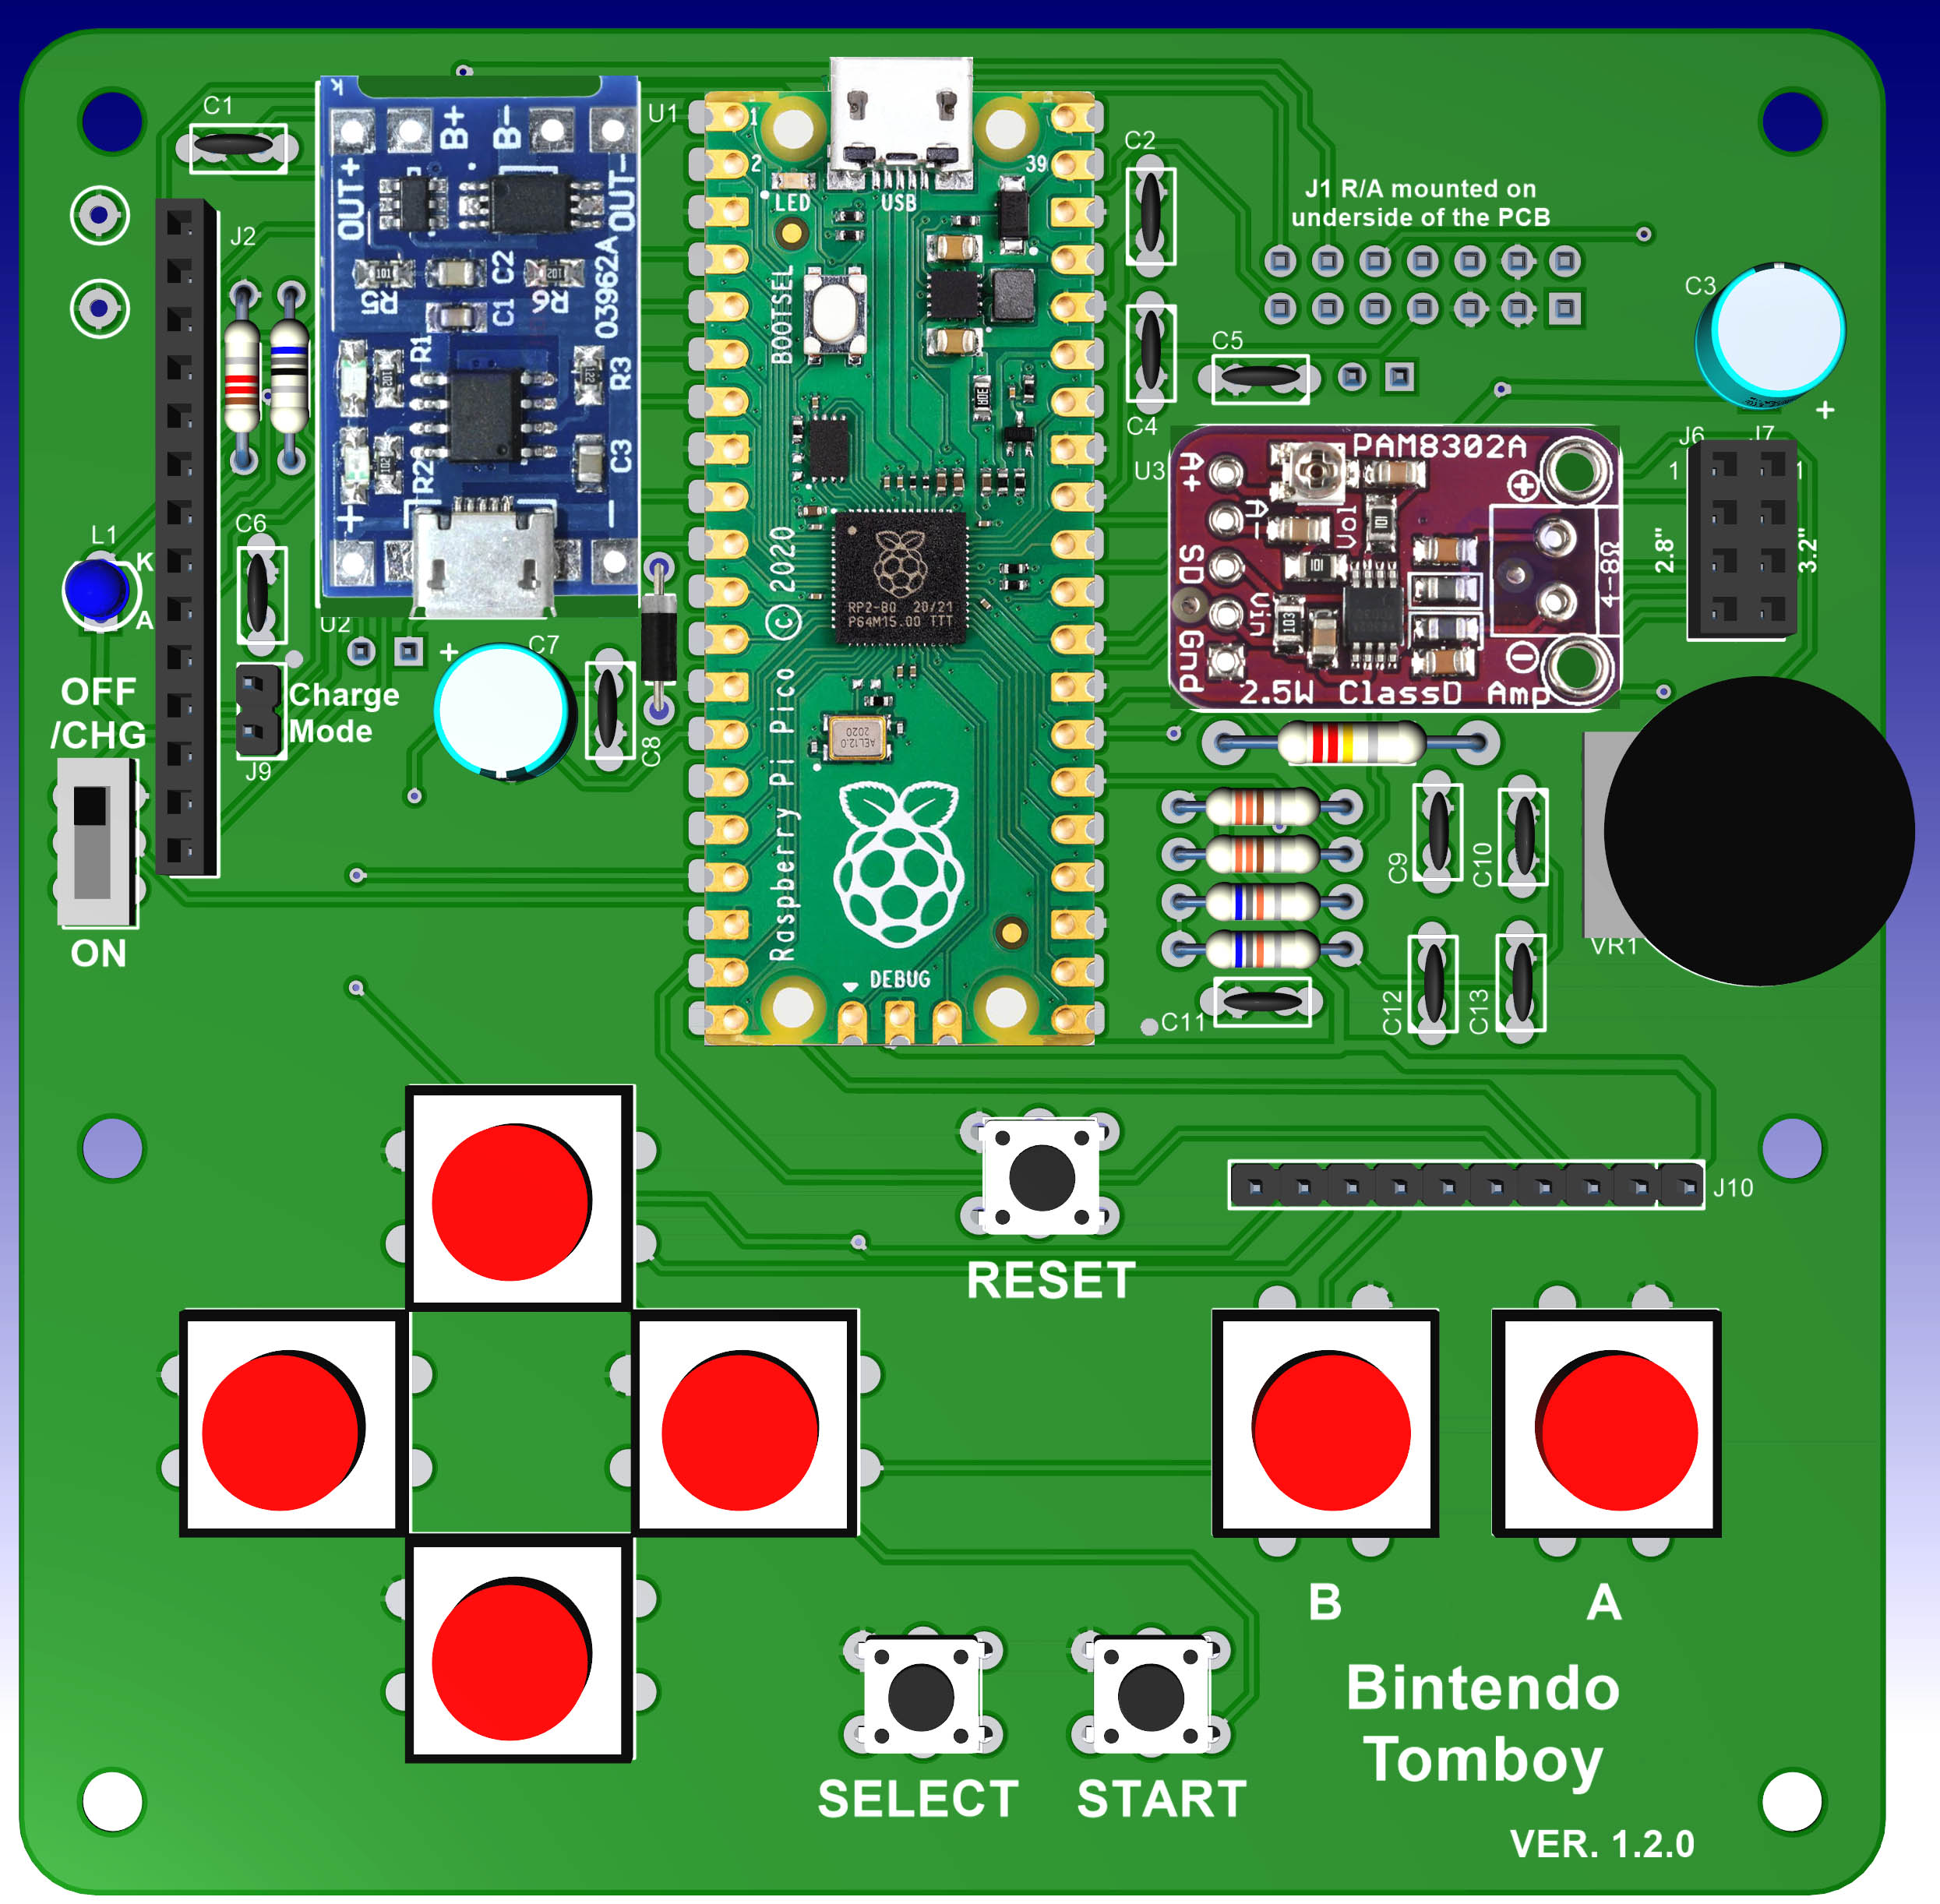 C1
U1
C2
J1 R/A mounted on
underside of the PCB
J2
C3
+
B+
B-
OUT+
OUT-
R5
C2
R6
C1
03962A
R1
R3
R2
C3
+
1
2
39
LED
USB
BOOTSEL
© 2020
RP2-B0 20/21
P64M15.00 TTT
AEL12.0
2020
Raspberry Pi Pico
DEBUG
C4
C5
U3
PAM8302A
A+
A-
SD
Vin
Gnd
Vol
4-8Ω
2.5W ClassD Amp
J6
J7
1
1
2.8"
3.2"
C6
L1
K
A
U2
+
C7
C8
OFF
/CHG
Charge
Mode
J9
ON
C9
C10
VR1
C11
C12
C13
J10
RESET
B
A
SELECT
START
Bintendo
Tomboy
VER. 1.2.0